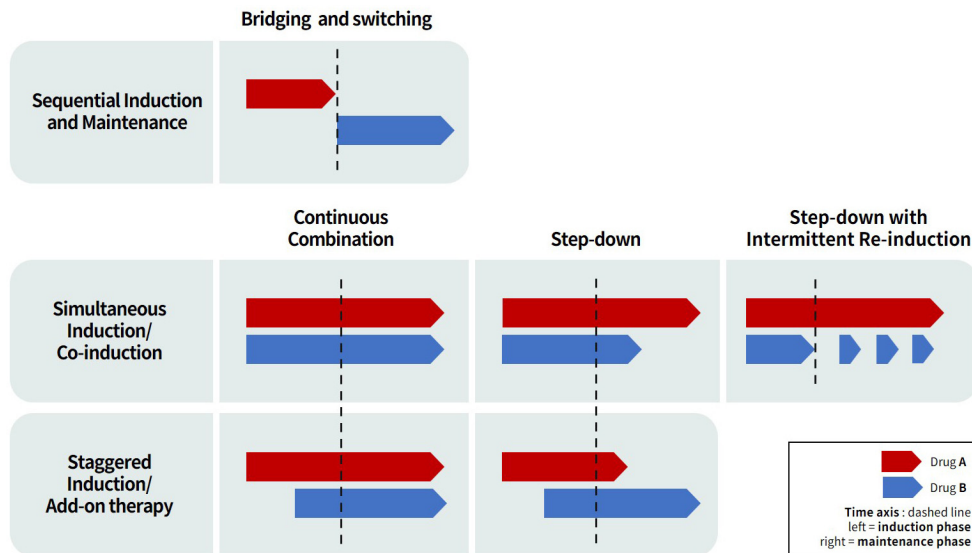 Bridging and switching
Sequential Induction
and Maintenance
Continuous
Combination
Step-down
Step-down with
Intermittent Re-induction
Simultaneous
Induction/
Co-induction
Staggered
Induction/
Add-on therapy
Drug A
Drug B
Time axis : dashed line
left = induction phase
right = maintenance phase